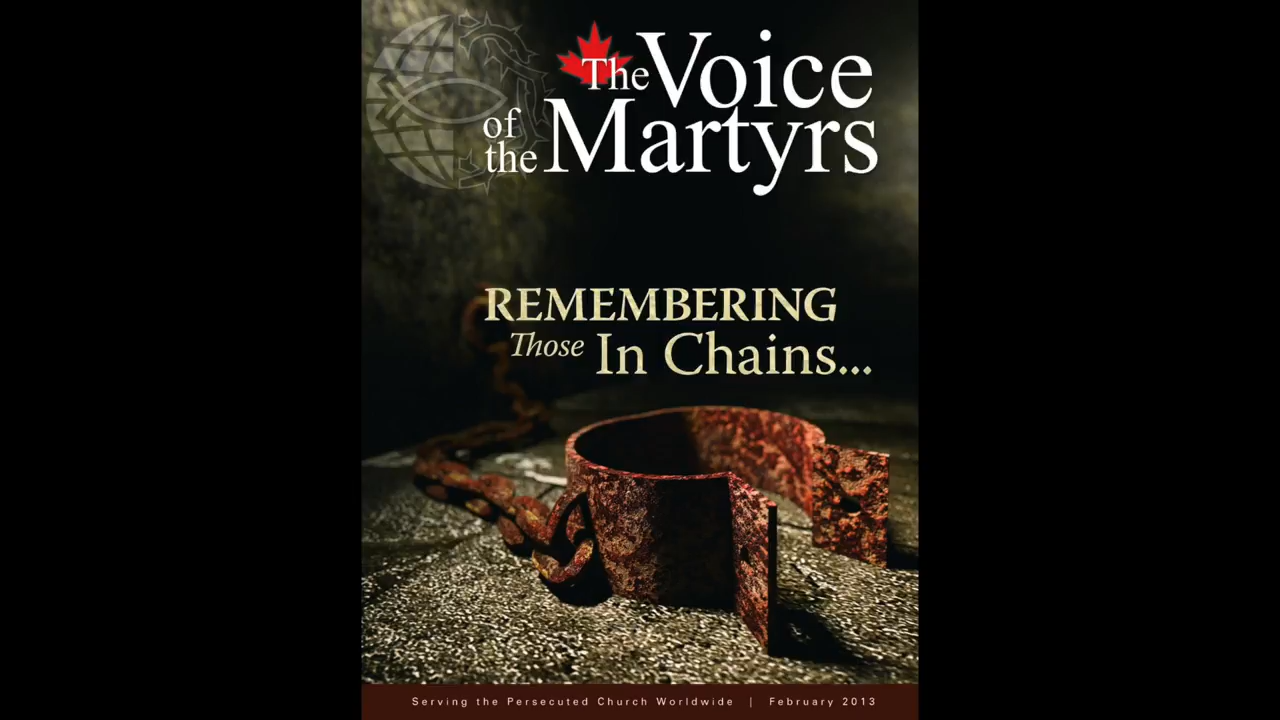 The Voice
of the Martyrs
REMEMBERING
Those In Chains...
Serving the Persecuted Church Worldwide | February 2013